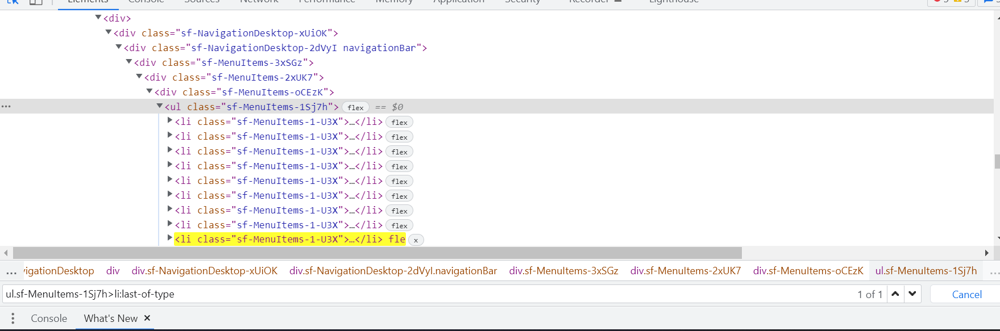 Elements Console Sources Network Performance Memory Application Security Recorder Lighthouse
<div>
<div class="sf-NavigationDesktop-xUiOK">
<div class="sf-NavigationDesktop-2dVyI navigationBar">
<div class="sf-MenuItems-3xSGz">
<div class="sf-MenuItems-2xUK7">
<div class="sf-MenuItems-oCEzK">
... <ul class="sf-MenuItems-1Sj7h"> flex == $0
<li class="sf-MenuItems-1-U3X">…</li> flex
<li class="sf-MenuItems-1-U3X">…</li> flex
<li class="sf-MenuItems-1-U3X">…</li> flex
<li class="sf-MenuItems-1-U3X">…</li> flex
<li class="sf-MenuItems-1-U3X">…</li> flex
<li class="sf-MenuItems-1-U3X">…</li> flex
<li class="sf-MenuItems-1-U3X">…</li> flex
<li class="sf-MenuItems-1-U3X">…</li> flex
<li class="sf-MenuItems-1-U3X">…</li> fle x
... vigationDesktop div div.sf-NavigationDesktop-xUiOK div.sf-NavigationDesktop-2dVyI.navigationBar div.sf-MenuItems-3xSGz div.sf-MenuItems-2xUK7 div.sf-MenuItems-oCEzK ul.sf-MenuItems-1Sj7h ...
ul.sf-MenuItems-1Sj7h>li:last-of-type 1 of 1 Cancel
Console What's New ×